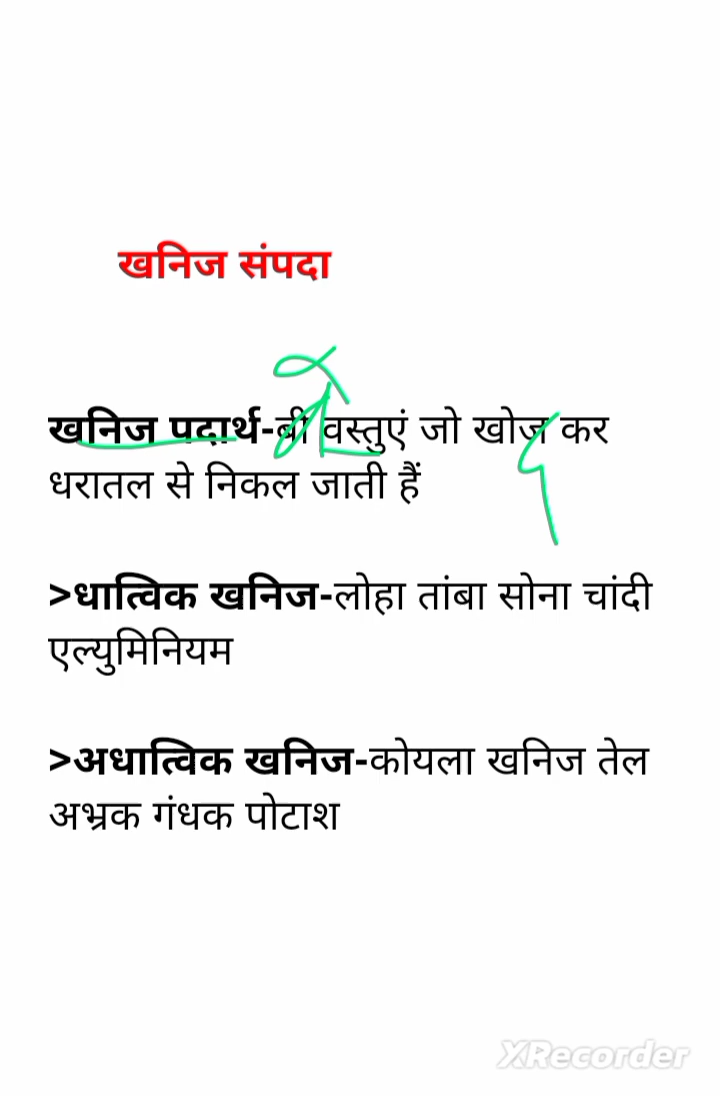 खनिज संपदा
खनिज पदार्थ-वी वस्तुएं जो खोज कर
धरातल से निकल जाती हैं
>धात्विक खनिज-लोहा तांबा सोना चांदी
एल्युमिनियम
>अधात्विक खनिज-कोयला खनिज तेल
अभ्रक गंधक पोटाश
XRecorder